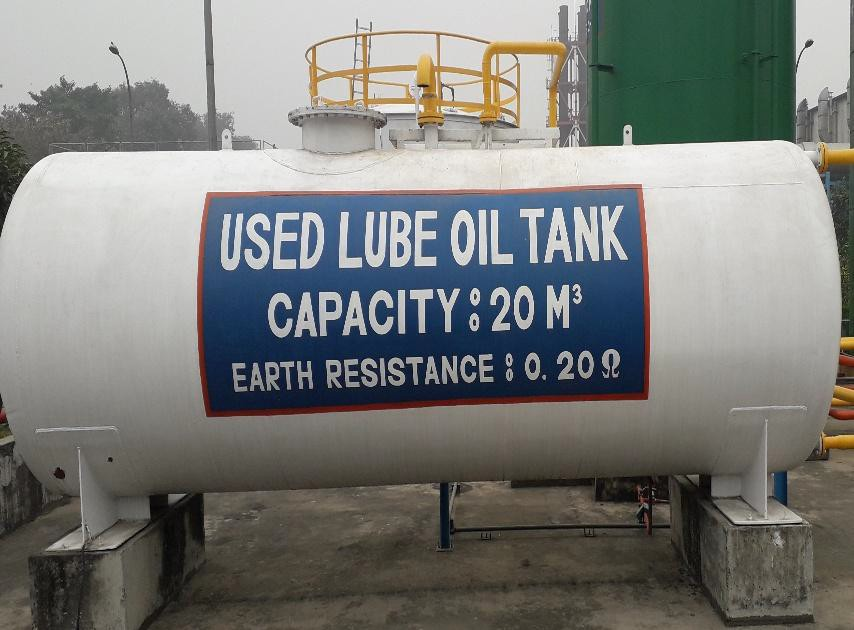 USED LUBE OIL TANK
CAPACITY : 20 M³
EARTH RESISTANCE : 0.20 Ω